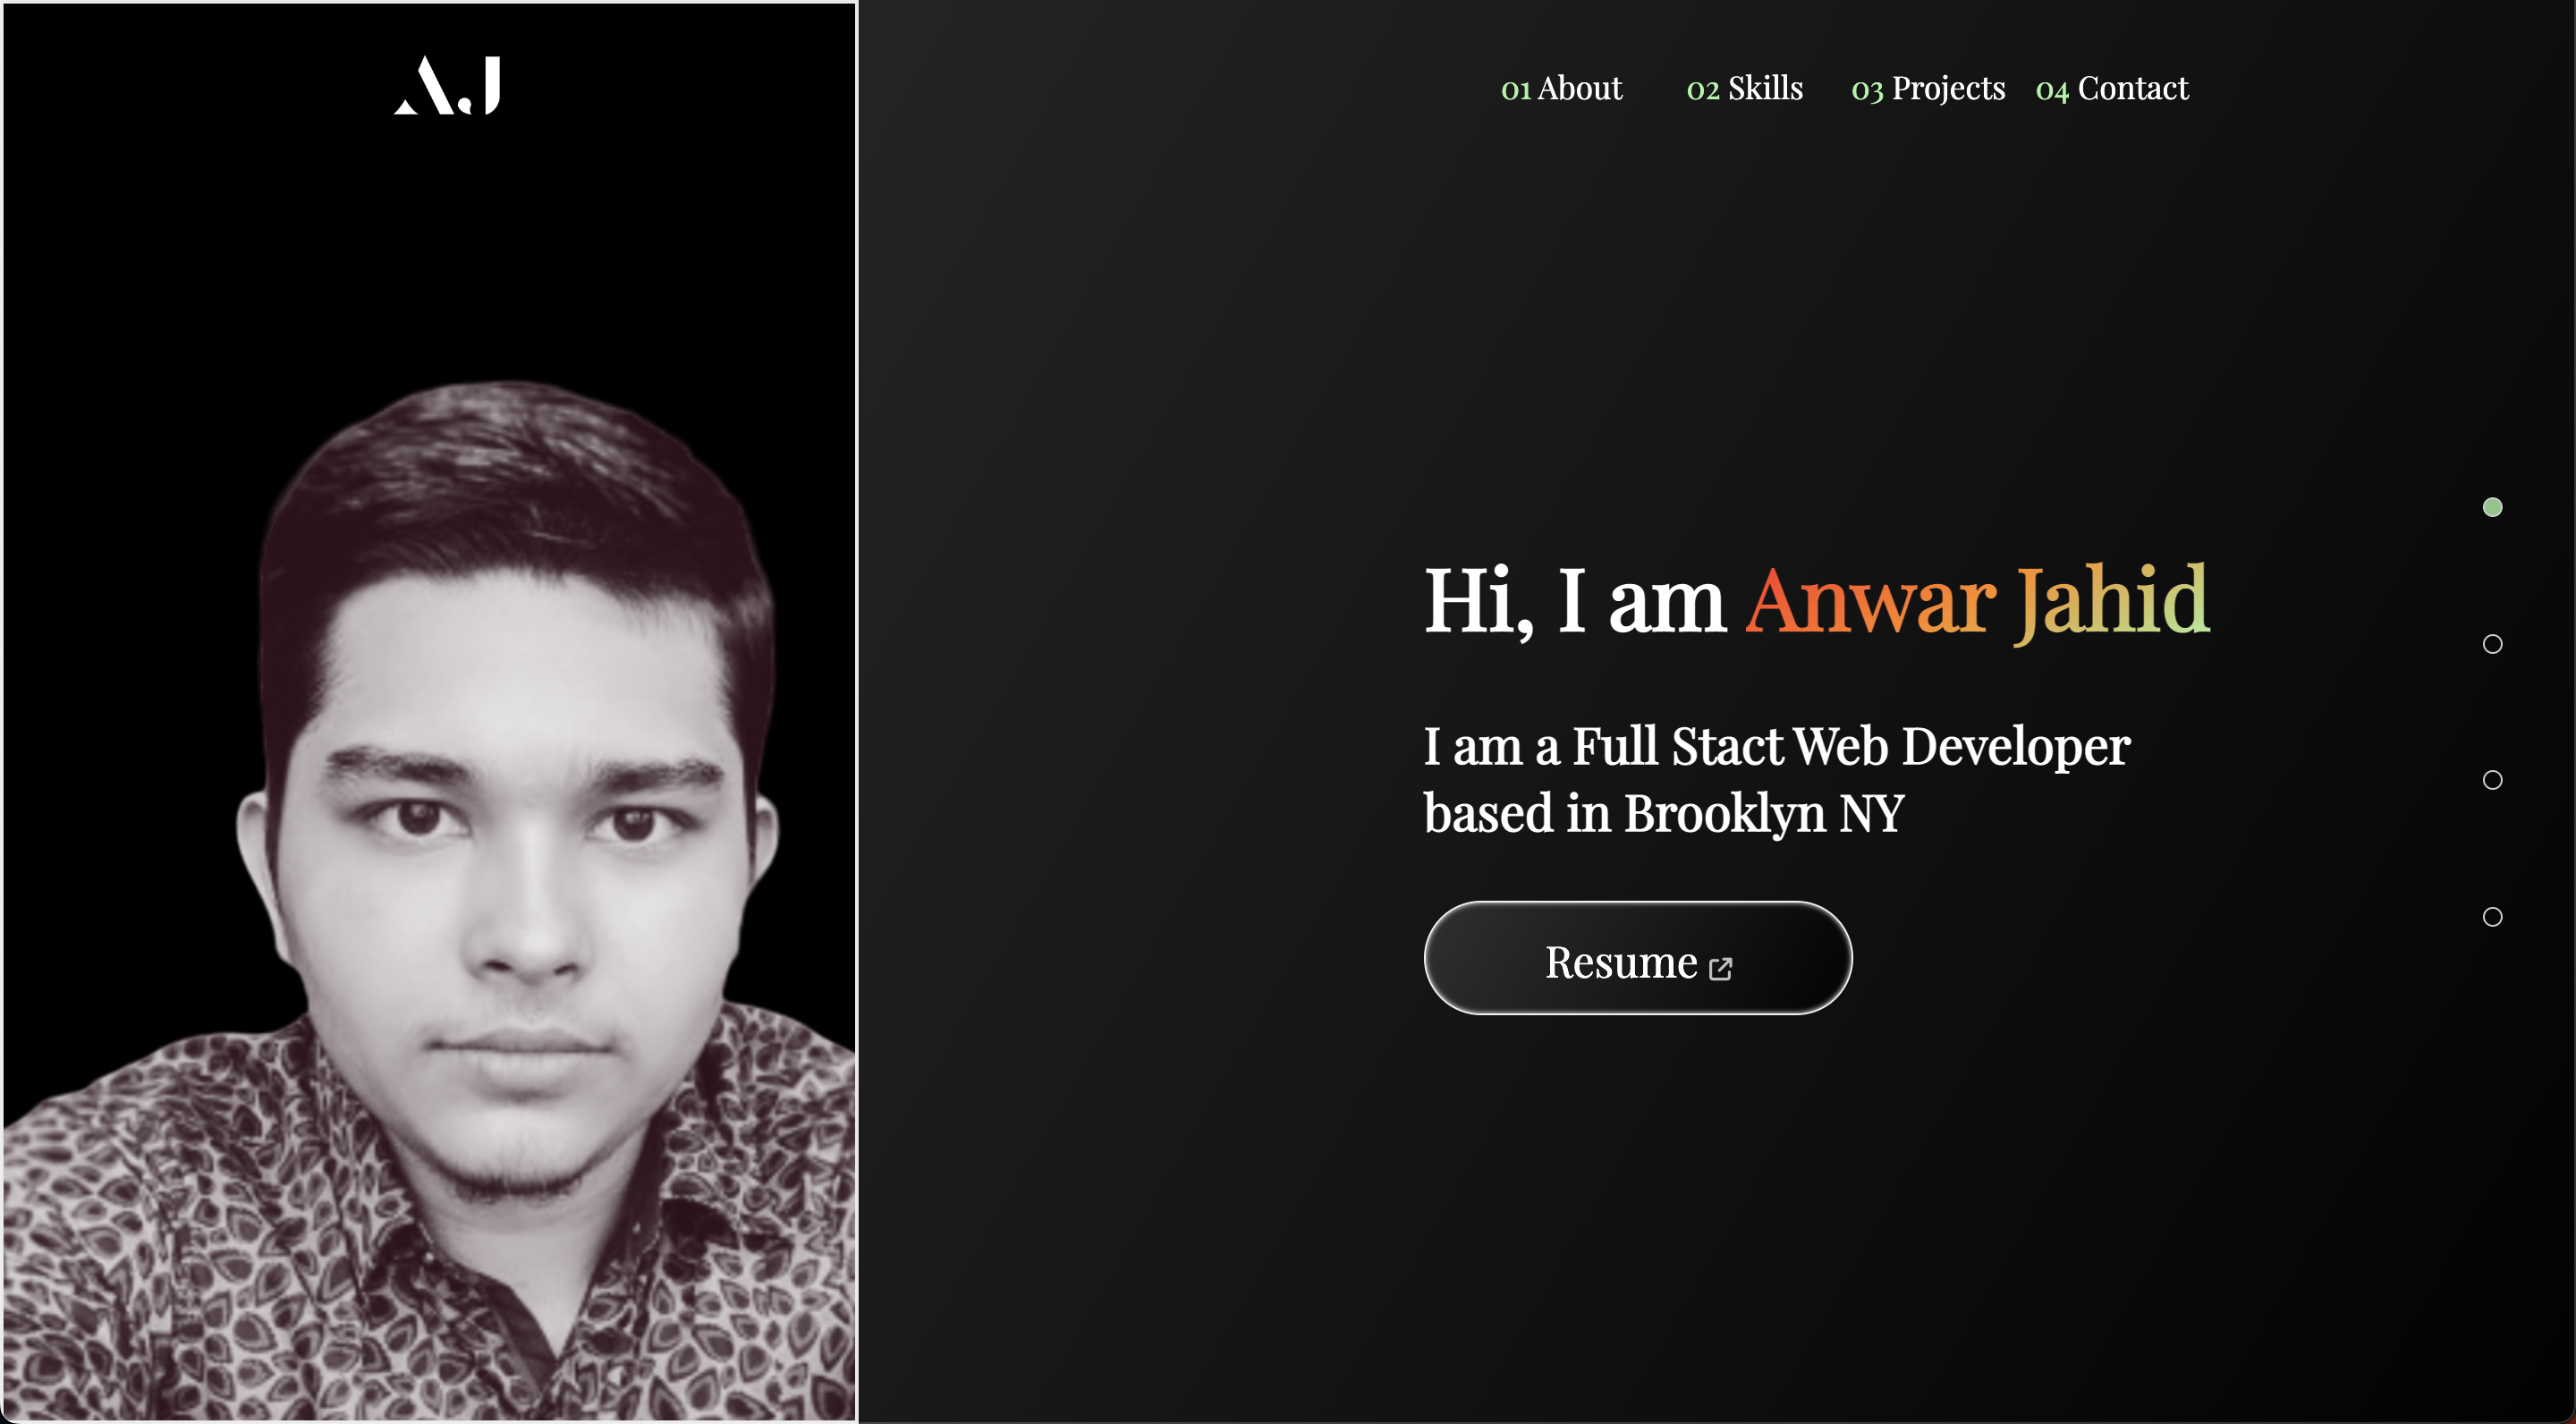 AJ
01 About 02 Skills 03 Projects 04 Contact
Hi, I am Anwar Jahid
I am a Full Stact Web Developer
based in Brooklyn NY
Resume